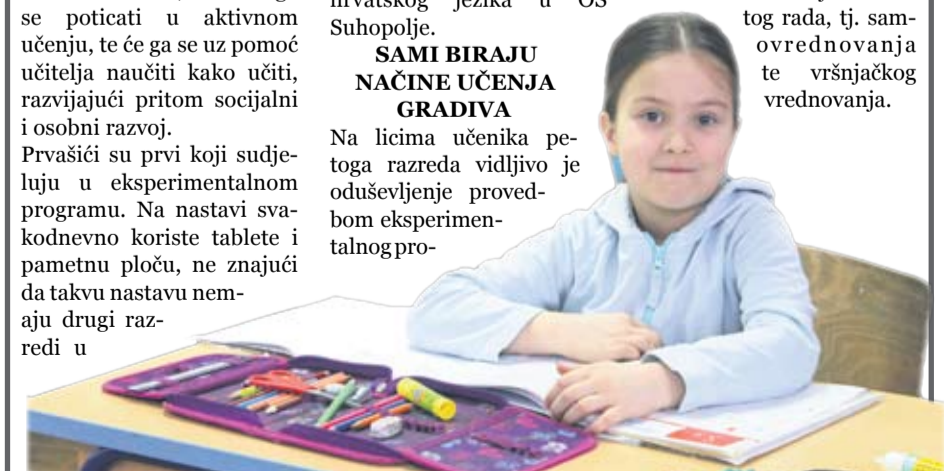 se poticati u aktivnom
učenju, te će ga se uz pomoć
učitelja naučiti kako učiti,
razvijajući pritom socijalni
i osobni razvoj.
Prvašići su prvi koji sudje-
luju u eksperimentalnom
programu. Na nastavi sva-
kodnevno koriste tablete i
pametnu ploču, ne znajući
da takvu nastavu nem-
aju drugi raz-
redi u
hrvatskog jezika u OŠ
Suhopolje.
SAMI BIRAJU
NAČINE UČENJA
GRADIVA
Na licima učenika pe-
toga razreda vidljivo je
oduševljenje proved-
bom eksperimen-
talnog pro-
tog rada, tj. sam-
ovrednovanja
te vršnjačkog
vrednovanja.